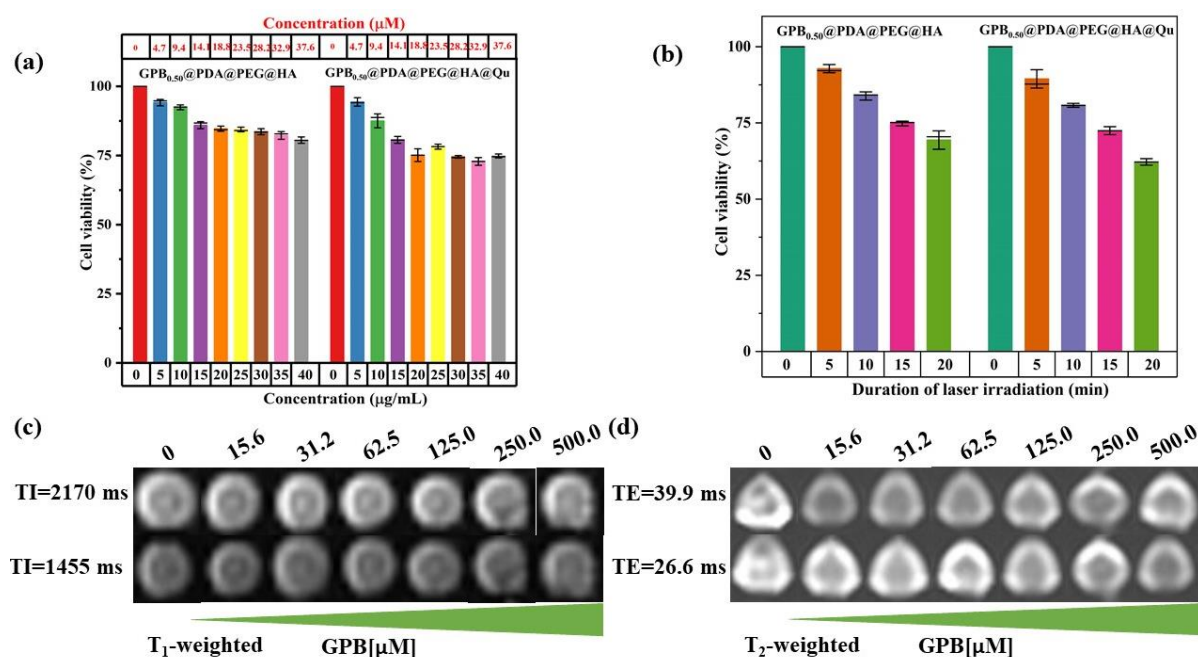 (a)
Concentration (μM)
0 4.7 9.4 14.1 18.8 23.5 28.2 32.9 37.6 0 4.7 9.4 14.1 18.8 23.5 28.2 32.9 37.6
GPB0.50@PDA@PEG@HA GPB0.50@PDA@PEG@HA@Qu
100
75
50
25
0
Cell viability (%)
0 5 10 15 20 25 30 35 40 0 5 10 15 20 25 30 35 40
Concentration (μg/mL)
(b)
GPB0.50@PDA@PEG@HA GPB0.50@PDA@PEG@HA@Qu
100
75
50
25
0
Cell viability (%)
0 5 10 15 20 0 5 10 15 20
Duration of laser irradiation (min)
(c)
0 15.6 31.2 62.5 125.0 250.0 500.0
TI=2170 ms
TI=1455 ms
T1-weighted GPB[μM]
(d)
0 15.6 31.2 62.5 125.0 250.0 500.0
TE=39.9 ms
TE=26.6 ms
T2-weighted GPB[μM]